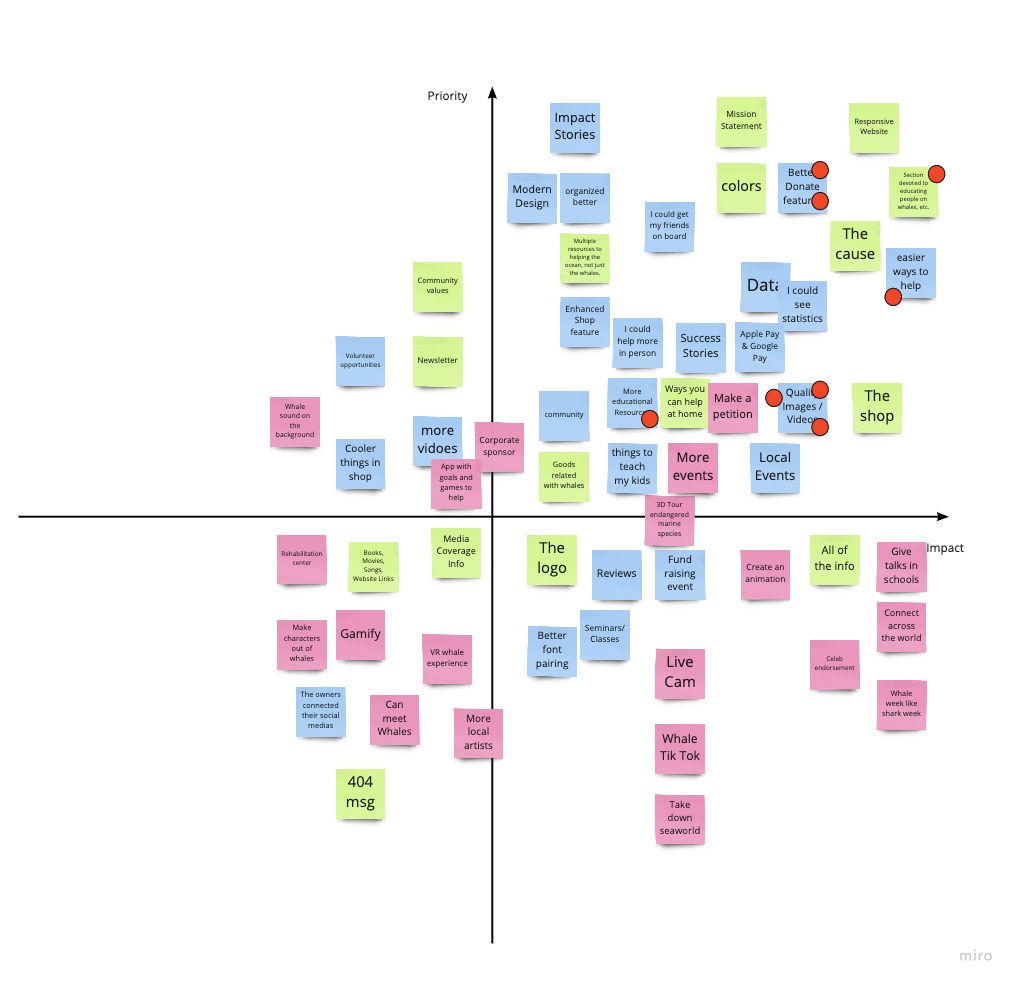 Priority
Impact
Stories
Mission
Statement
Responsive
Website
Modern
Design
organized
better
I could get
my friends
on board
colors
Donate
Section
devoted to
educating
people on
whales, etc.
Multiple
resources to
helping the
ocean, not just
the whales.
The
cause
easier
ways to
help
Community
values
Data
I could
see
statistics
Enhanced
Shop
feature
I could
help more
in person
Success
Stories
Apple Pay
& Google
Pay
Volunteer
opportunities
Newsletter
Whale
sound on
the
background
community
More
educational
Ways you
can help
at home
Make a
petition
Images /
The
shop
Cooler
things in
shop
more
vidoes
Corporate
sponsor
App with
goals and
games to
help
Goods
related
with whales
things to
teach
my kids
More
events
Local
Events
3D Tour
endangered
marine
species
Impact
Rehabilitation
center
Books,
Movies,
Songs,
Website Links
Media
Coverage
Info
The
logo
Reviews
Fund
raising
event
Create an
animation
All of
the info
Give
talks in
schools
Make
characters
out of
whales
Gamify
VR whale
experience
Better
font
pairing
Seminars/
Classes
Connect
across
the world
Live
Cam
Celeb
endorsement
The owners
connected
their social
medias
Can
meet
Whales
More
local
artists
Whale
week like
shark week
Whale
Tik Tok
404
msg
Take
down
seaworld
miro